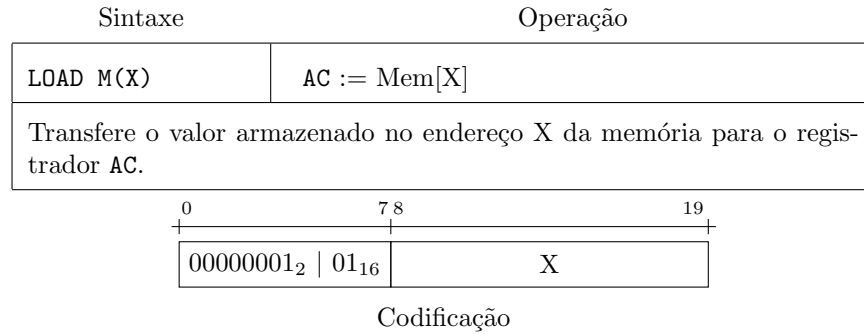 Sintaxe Operação
LOAD M(X) AC := Mem[X]
Transfere o valor armazenado no endereço X da memória para o regis-
trador AC.
0 7 8 19
00000001₂ | 01₁₆ X
Codificação